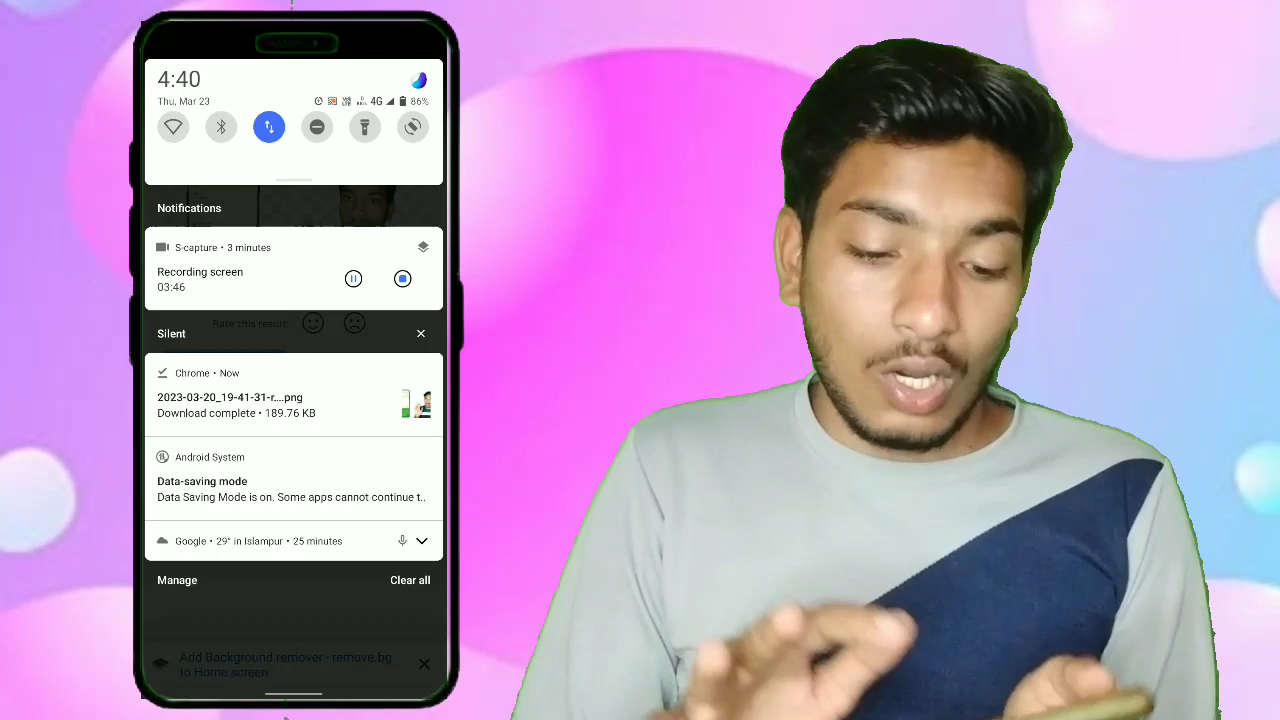 4:40
Thu, Mar 23
4G
86%
Notifications
S-capture • 3 minutes
Recording screen
03:46
Rate this result:
Silent
Chrome • Now
2023-03-20_19-41-31-r....png
Download complete • 189.76 KB
Android System
Data-saving mode
Data Saving Mode is on. Some apps cannot continue t..
Google • 29° in Islampur • 25 minutes
Manage
Clear all
Add Background remover - remove.bg
to Home screen